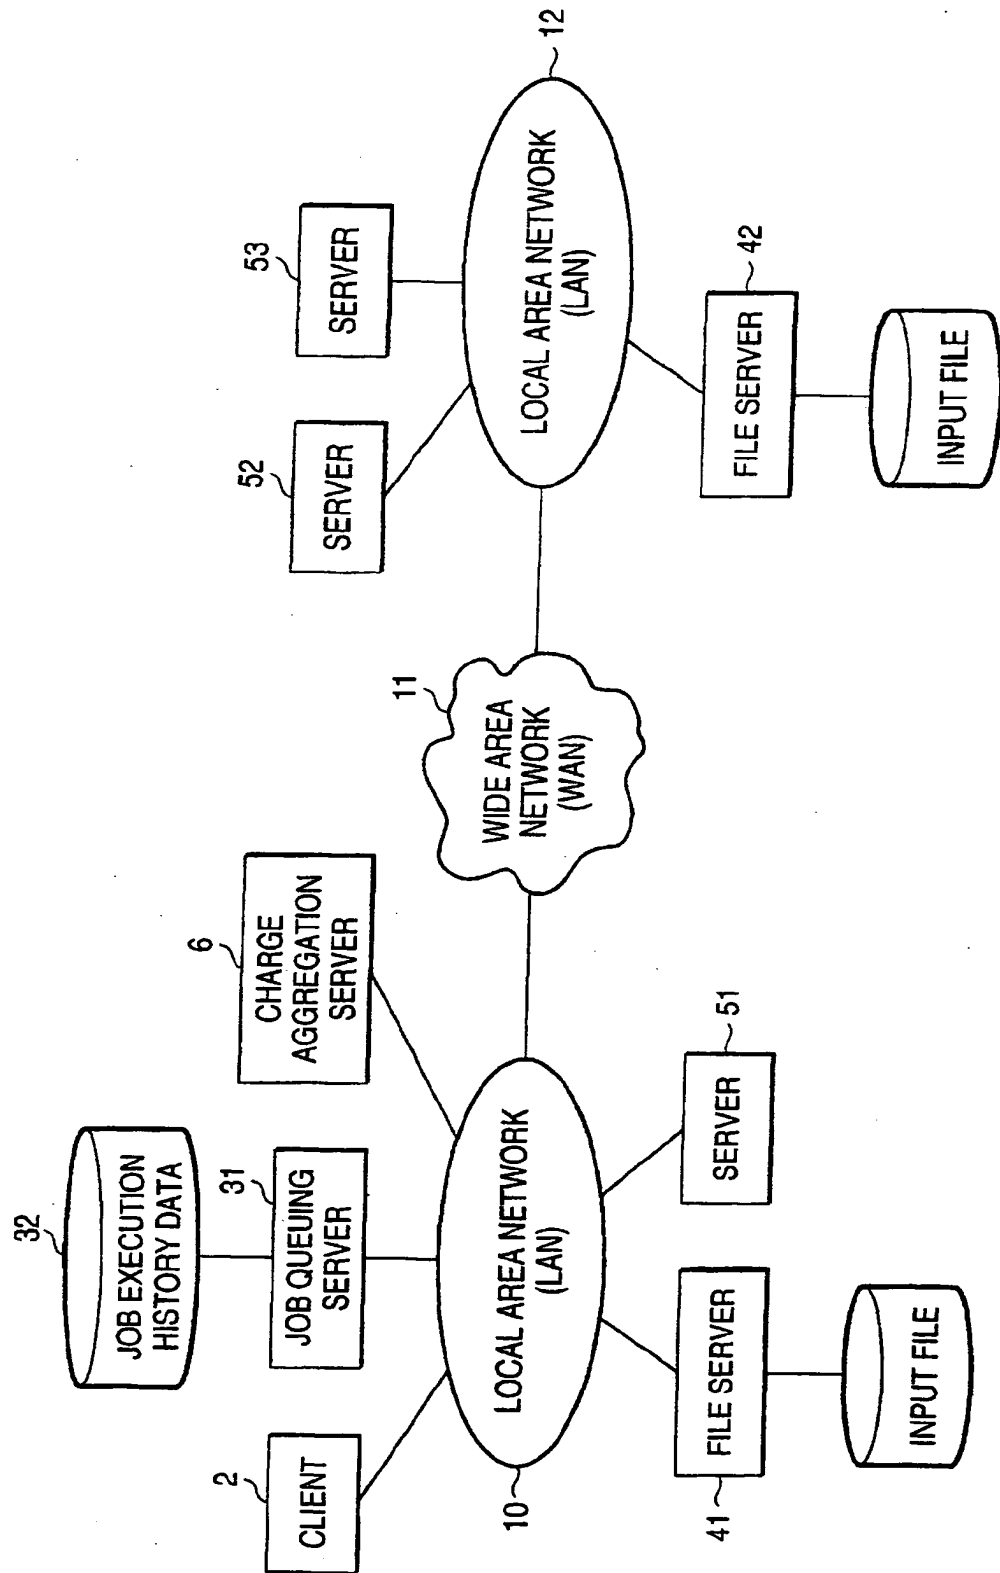 32
JOB EXECUTION
HISTORY DATA
2
CLIENT
31
JOB QUEUING
SERVER
6
CHARGE
AGGREGATION
SERVER
52
SERVER
53
SERVER
10
LOCAL AREA NETWORK
(LAN)
11
WIDE AREA
NETWORK
(WAN)
LOCAL AREA NETWORK
(LAN)
12
41
FILE SERVER
SERVER
51
FILE SERVER
42
INPUT FILE
INPUT FILE